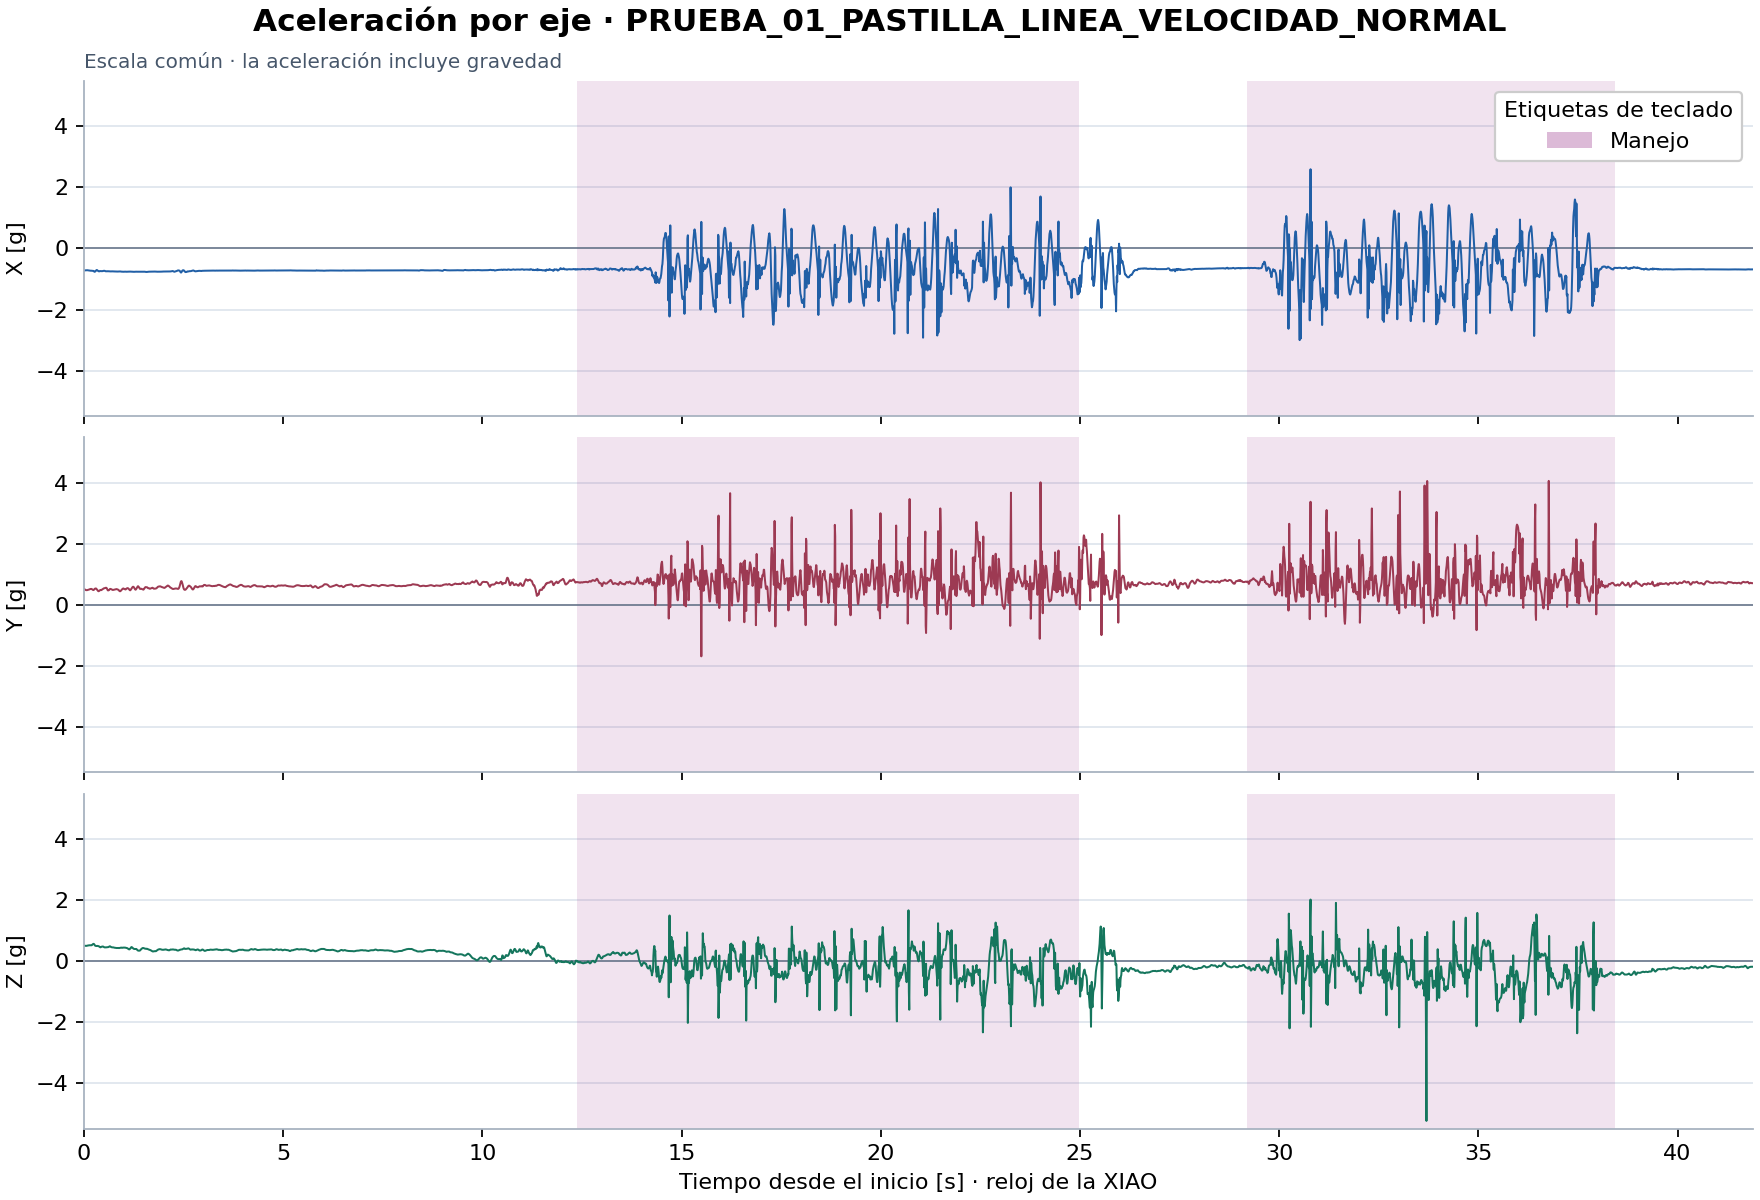 Aceleración por eje · PRUEBA_01_PASTILLA_LINEA_VELOCIDAD_NORMAL
Escala común · la aceleración incluye gravedad
Etiquetas de teclado
Manejo
X [g]
4
2
0
−2
−4
Y [g]
4
2
0
−2
−4
Z [g]
4
2
0
−2
−4
0 5 10 15 20 25 30 35 40
Tiempo desde el inicio [s] · reloj de la XIAO